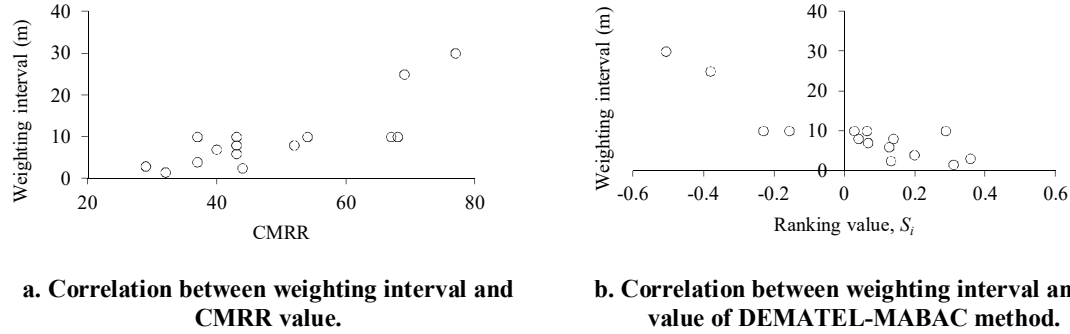 Weighting interval (m)
40
30
20
10
0
20
40
60
80
CMRR
a. Correlation between weighting interval and
CMRR value.
Weighting interval (m)
40
30
20
10
0
-0.6
-0.4
-0.2
0
0.2
0.4
0.6
Ranking value, Si
b. Correlation between weighting interval an
value of DEMATEL-MABAC method.